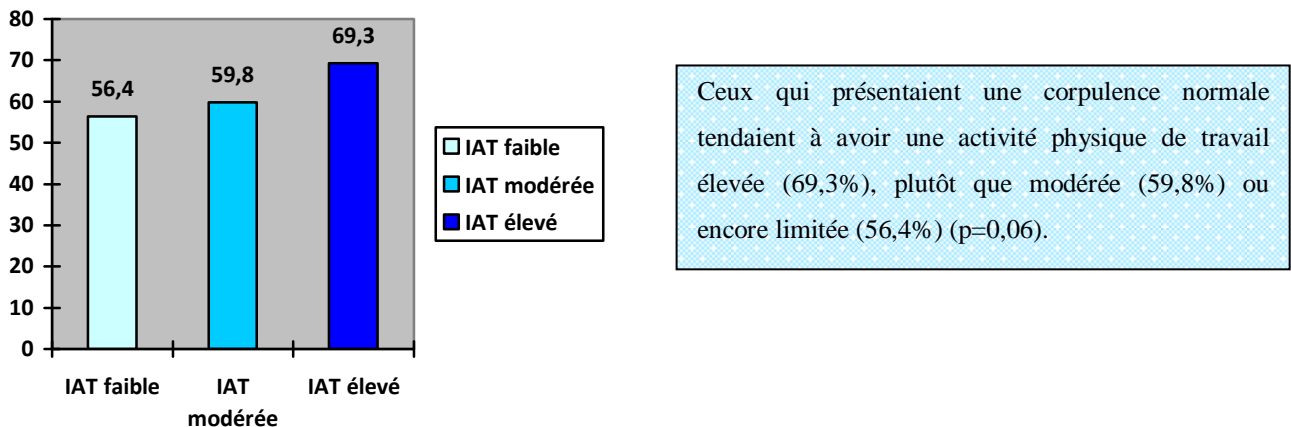 80
70
60
50
40
30
20
10
0
56,4
59,8
69,3
IAT faible
IAT
modérée
IAT élevé
IAT faible
IAT modérée
IAT élevé
Ceux qui présentaient une corpulence normale
tendaient à avoir une activité physique de travail
élevée (69,3%), plutôt que modérée (59,8%) ou
encore limitée (56,4%) (p=0,06).